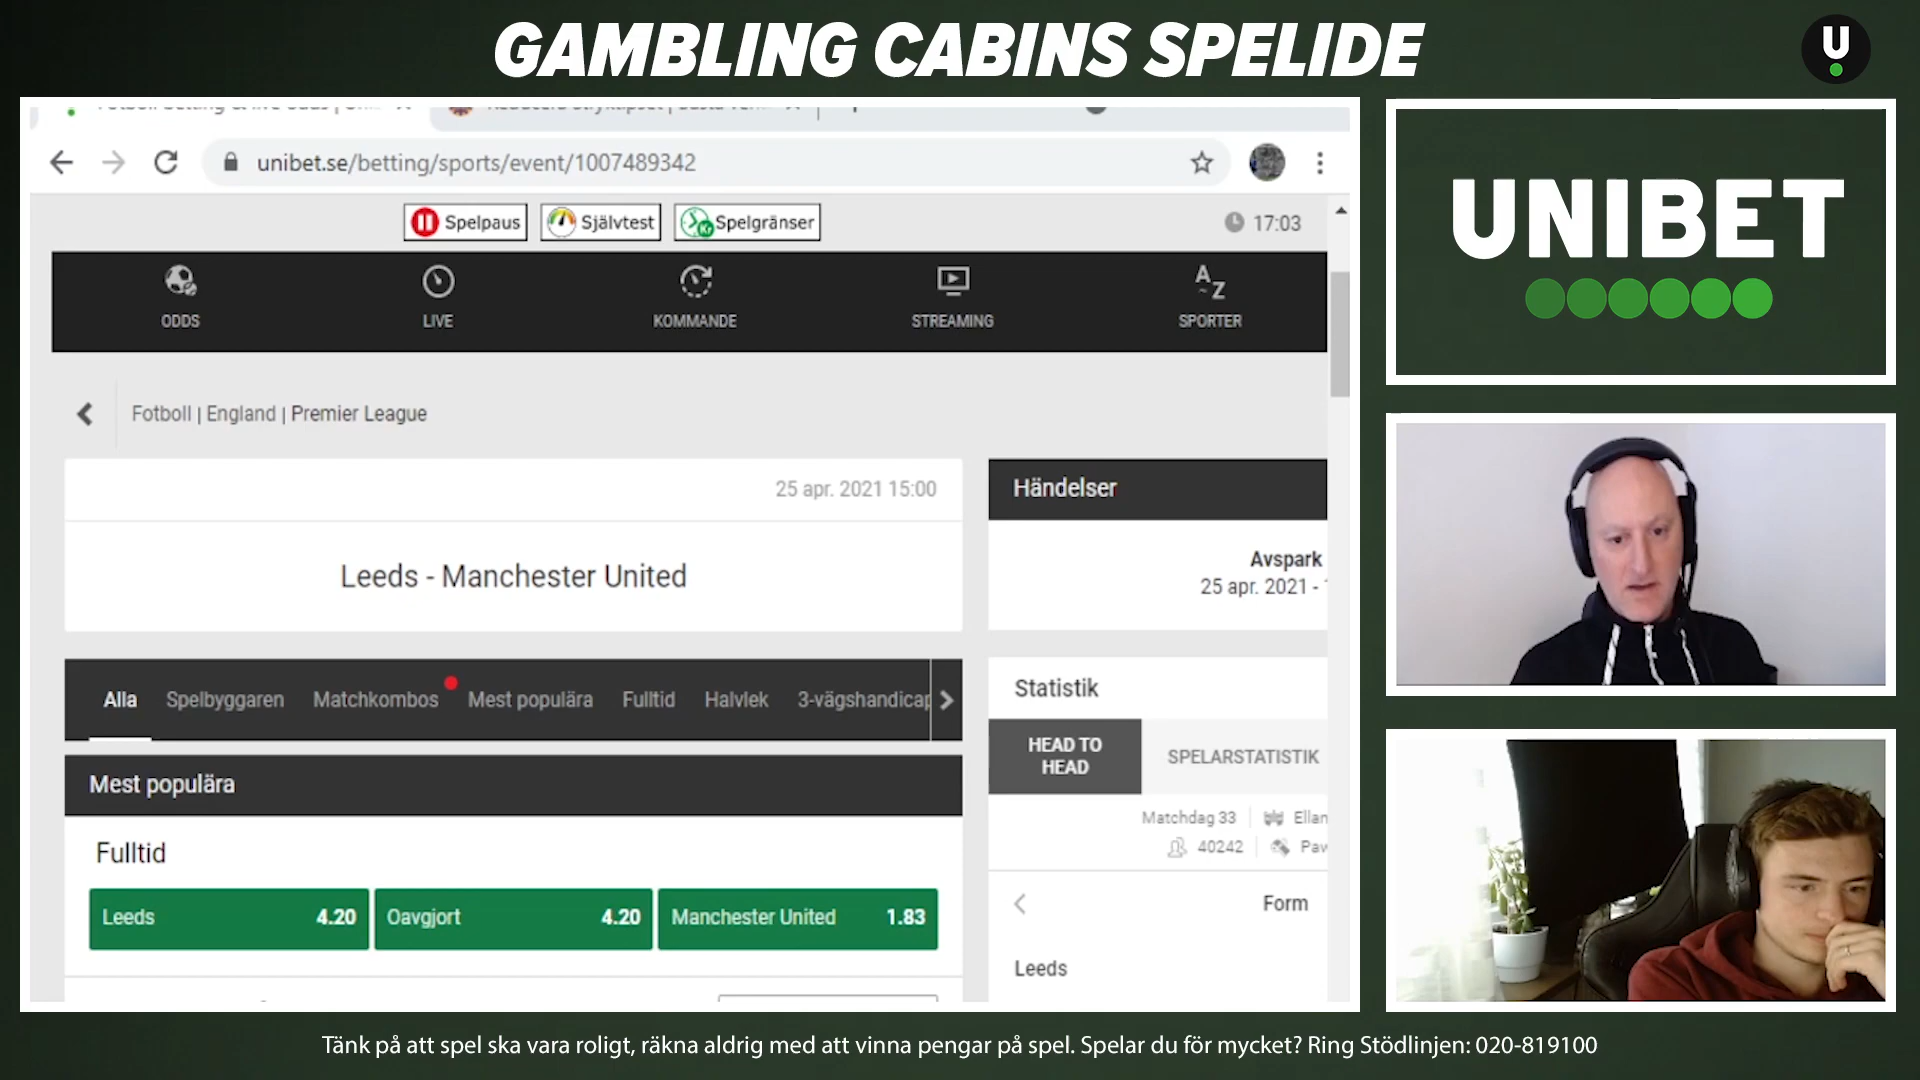 GAMBLING CABINS SPELIDE
unibet.se/betting/sports/event/1007489342
Spelpaus
Självtest
Spelgränser
17:03
ODDS
LIVE
KOMMANDE
STREAMING
SPORTER
Fotboll | England | Premier League
25 apr. 2021 15:00
Leeds - Manchester United
Händelser
Avspark
25 apr. 2021 -
Alla
Spelbyggaren
Matchkombos
Mest populära
Fulltid
Halvlek
3-vägshandicap
Mest populära
Fulltid
Leeds 4.20
Oavgjort 4.20
Manchester United 1.83
Statistik
HEAD TO
HEAD
SPELARSTATISTIK
Matchdag 33
40242
Form
Leeds
UNIBET
Tänk på att spel ska vara roligt, räkna aldrig med att vinna pengar på spel. Spelar du för mycket? Ring Stödlinjen: 020-819100